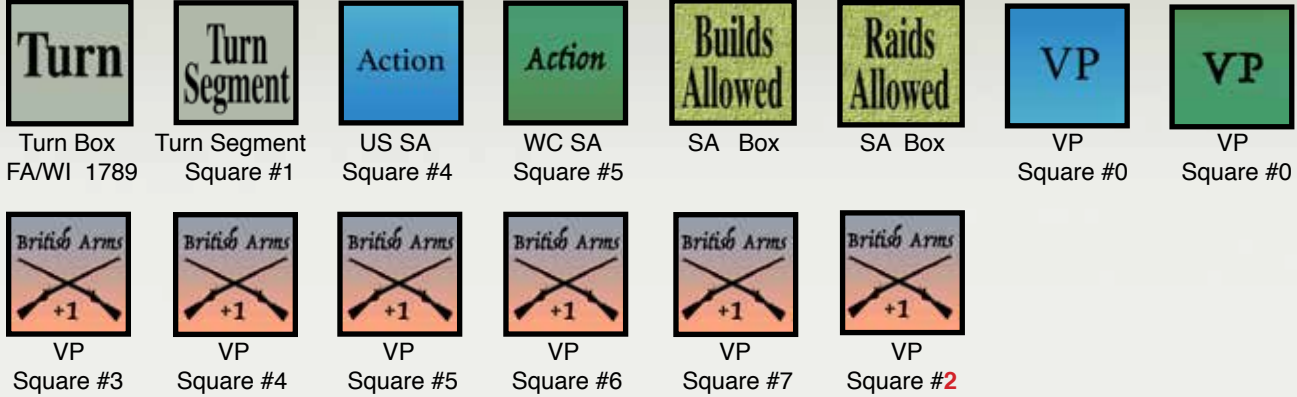 Turn
Turn Segment
Action
Action
Builds Allowed
Raids Allowed
VP
VP
Turn Box
FA/WI 1789
Turn Segment
Square #1
US SA
Square #4
WC SA
Square #5
SA Box
SA Box
VP
Square #0
VP
Square #0
British Arms
+1
British Arms
+1
British Arms
+1
British Arms
+1
British Arms
+1
British Arms
+1
VP
Square #3
VP
Square #4
VP
Square #5
VP
Square #6
VP
Square #7
VP
Square #2